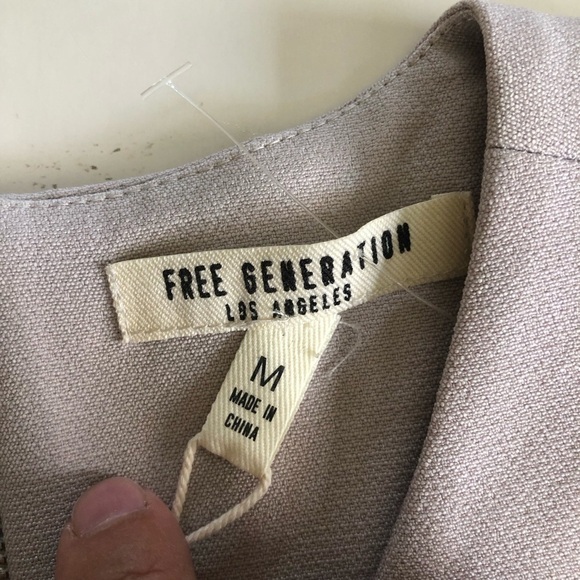 FREE GENERATION
LOS ANGELES
M
MADE IN
CHINA